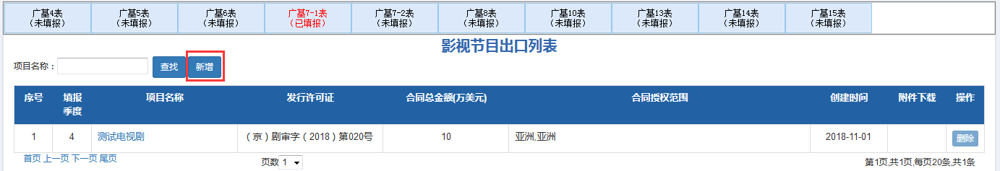 广基4表 广基5表 广基6表 广基7-1表 广基7-2表 广基8表 广基10表 广基13表 广基14表 广基15表
(未填报) (未填报) (未填报) (已填报) (未填报) (未填报) (未填报) (未填报) (未填报) (未填报)
影视节目出口列表
项目名称： 查找 新增
序号 填报季度 项目名称 发行许可证 合同总金额(万美元) 合同授权范围 创建时间 附件下载 操作
1 4 测试电视剧 （京）剧审字（2018）第020号 10 亚洲,亚洲 2018-11-01 删除
首页 上一页 下一页 尾页 页数 1 第1页,共1页,每页20条,共1条